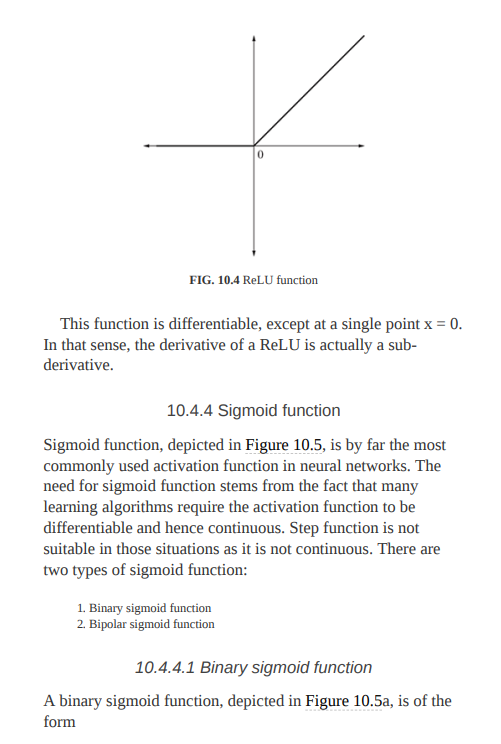 0
FIG. 10.4 ReLU function
This function is differentiable, except at a single point x = 0.
In that sense, the derivative of a ReLU is actually a sub-
derivative.
10.4.4 Sigmoid function
Sigmoid function, depicted in Figure 10.5, is by far the most
commonly used activation function in neural networks. The
need for sigmoid function stems from the fact that many
learning algorithms require the activation function to be
differentiable and hence continuous. Step function is not
suitable in those situations as it is not continuous. There are
two types of sigmoid function:
1. Binary sigmoid function
2. Bipolar sigmoid function
10.4.4.1 Binary sigmoid function
A binary sigmoid function, depicted in Figure 10.5a, is of the
form